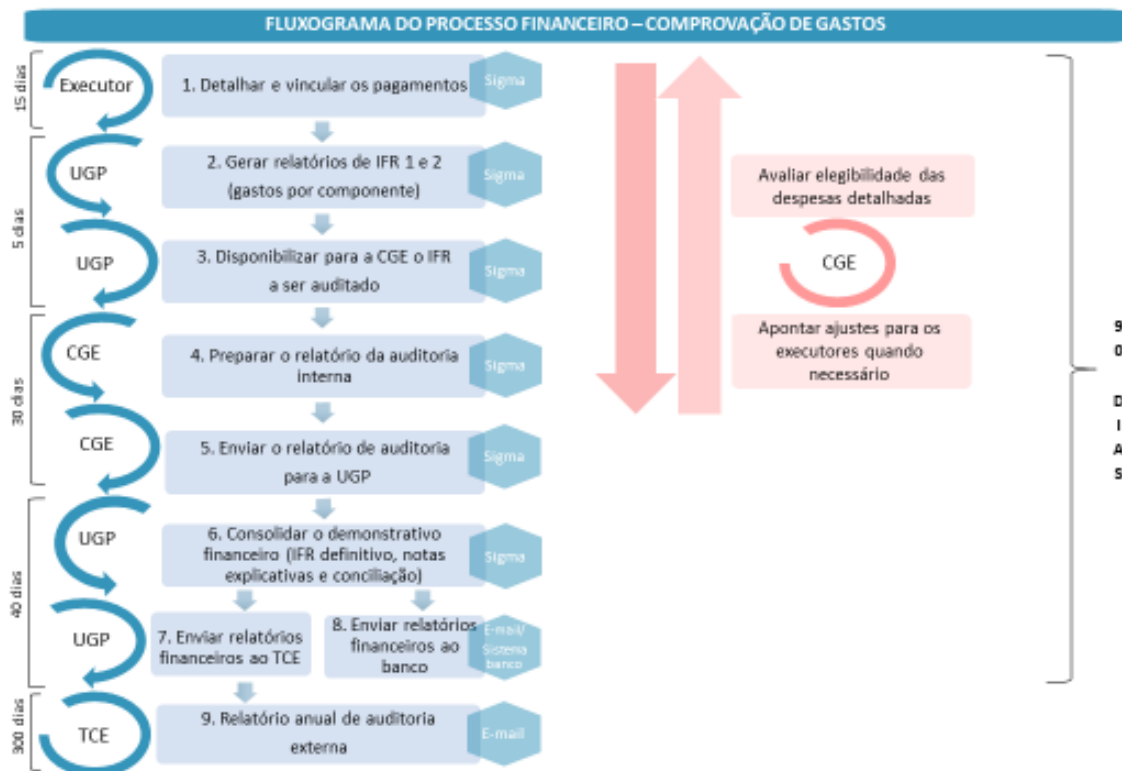 FLUXOGRAMA DO PROCESSO FINANCEIRO – COMPROVAÇÃO DE GASTOS
15 dias
Executor
1. Detalhar e vincular os pagamentos
Sigma
5 dias
UGP
2. Gerar relatórios de IFR 1 e 2
(gastos por componente)
Sigma
UGP
3. Disponibilizar para a CGE o IFR
a ser auditado
Sigma
30 dias
CGE
4. Preparar o relatório da auditoria
interna
Sigma
CGE
5. Enviar o relatório de auditoria
para a UGP
Sigma
40 dias
UGP
6. Consolidar o demonstrativo
financeiro (IFR definitivo, notas
explicativas e conciliação)
Sigma
UGP
7. Enviar relatórios
financeiros ao TCE
8. Enviar relatórios
financeiros ao
banco
E-mail/
Sistema
banco
300 dias
TCE
9. Relatório anual de auditoria
externa
E-mail
Avaliar elegibilidade das
despesas detalhadas
CGE
Apontar ajustes para os
executores quando
necessário
9
0
D
I
A
S